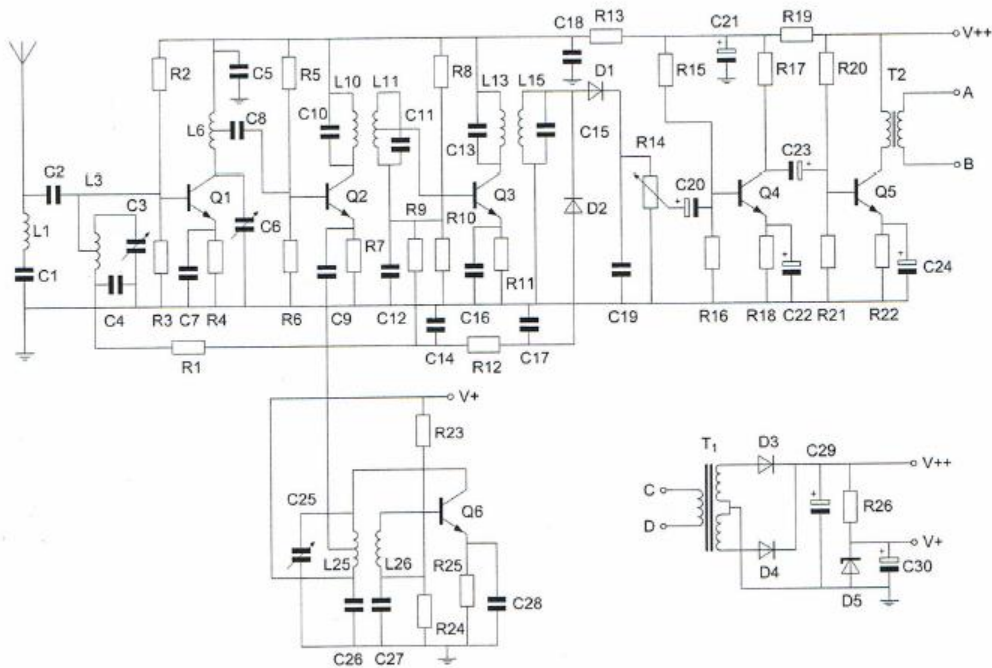 C18 R13 C21 R19
V++
R2 C5 R5 L10 L11 R8 L13 L15 D1 R15 R17 R20 T2
A
C10 C11 C15
L6 C8 C13 R14 C23
B
C2 L3 C20
C3 Q1 Q2 Q3 Q4 Q5
L1 C6 R9 R10 D2
R7
C1 R11 C24
C4 R3 C7 R4 R6 C9 C12 C16 C19 R16 R18 C22 R21 R22
C14 C17
R1 R12
V+
R23
T1 D3 C29
V++
C25 C
Q6 R26
D
L25 L26 V+
R25 D4 C30
C28 D5
R24
C26 C27
+ + + + + + +